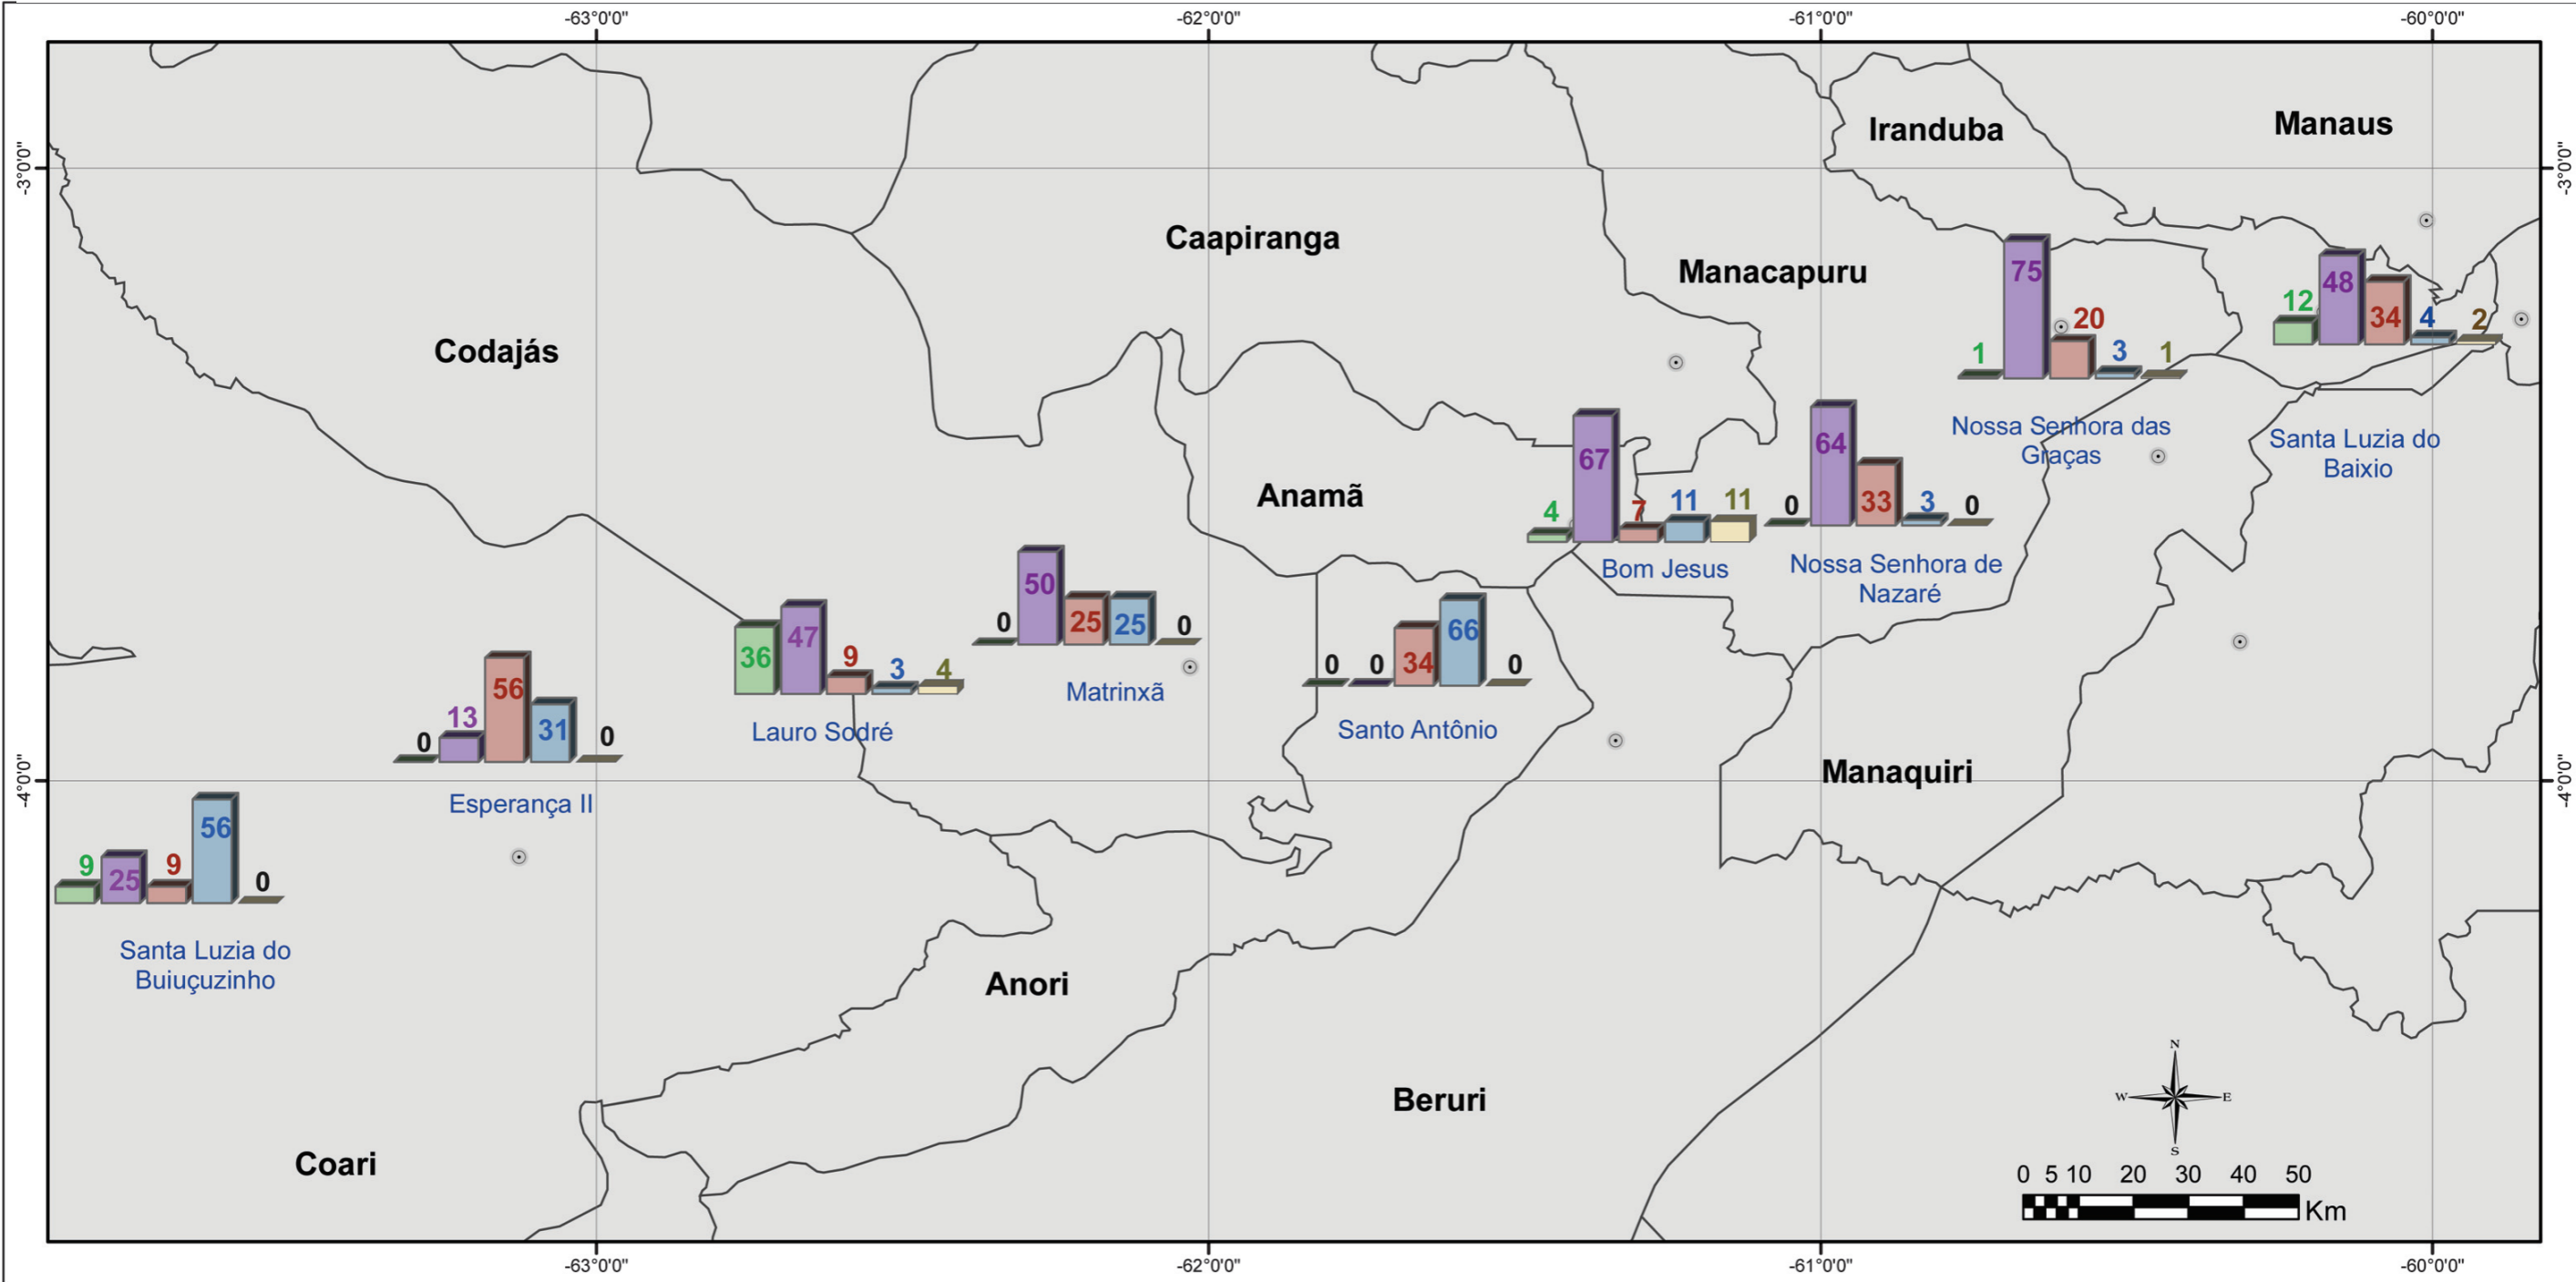 -63°0'0"
-62°0'0"
-61°0'0"
-60°0'0"
-3°0'0"
-3°0'0"
Iranduba
Manaus
Caapiranga
Manacapuru
Codajás
75
20
1
3
1
12
48
34
4
2
Nossa Senhora das
Graças
Santa Luzia do
Baixio
Anamã
4
67
7
11
11
Bom Jesus
0
64
33
3
0
Nossa Senhora de
Nazaré
0
50
25
25
0
Matrinxã
36
47
9
3
4
Lauro Sodré
0
0
34
66
0
Santo Antônio
0
13
56
31
0
Esperança II
-4°0'0"
-4°0'0"
Manaquiri
9
25
9
56
0
Santa Luzia do
Buiuçuzinho
Anori
Beruri
Coari
N
W
E
S
0 5 10 20 30 40 50
Km
-63°0'0"
-62°0'0"
-61°0'0"
-60°0'0"